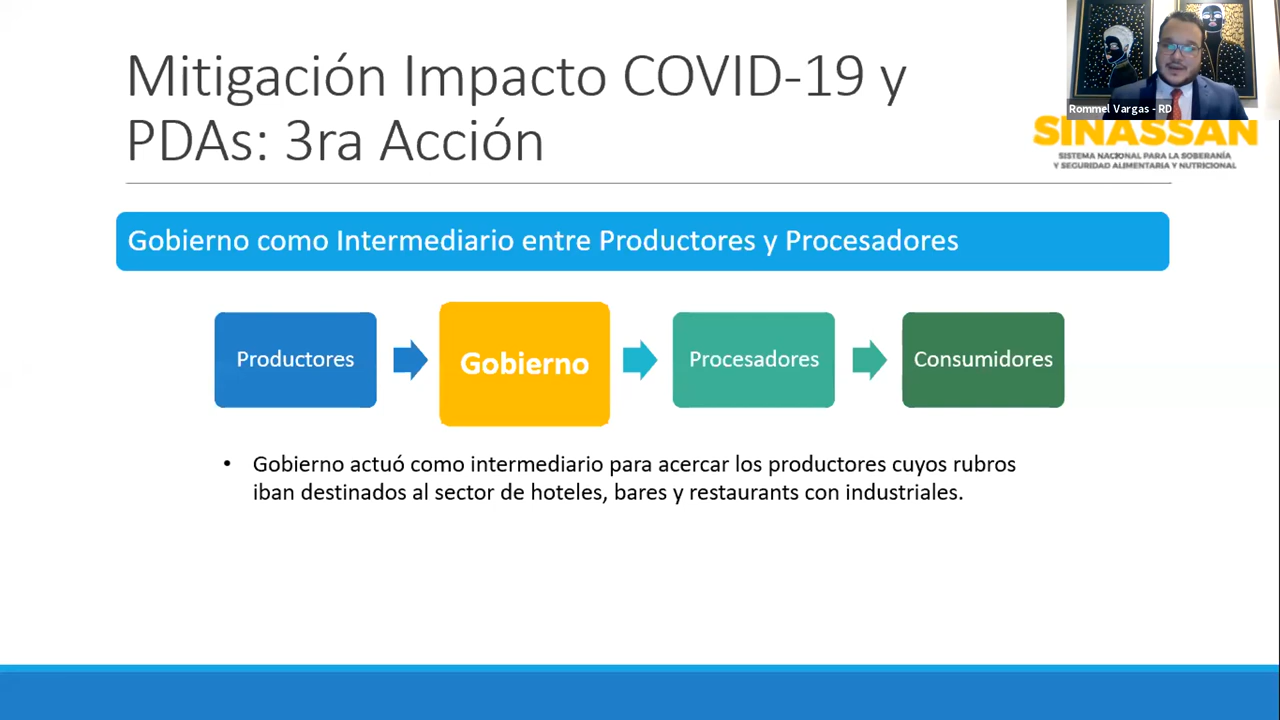 Mitigación Impacto COVID-19 y
PDAs: 3ra Acción
Rommel Vargas - RD
SINASSAN
SISTEMA NACIONAL PARA LA SOBERANÍA
Y SEGURIDAD ALIMENTARIA Y NUTRICIONAL
Gobierno como Intermediario entre Productores y Procesadores
Productores
Gobierno
Procesadores
Consumidores
• Gobierno actuó como intermediario para acercar los productores cuyos rubros
iban destinados al sector de hoteles, bares y restaurants con industriales.